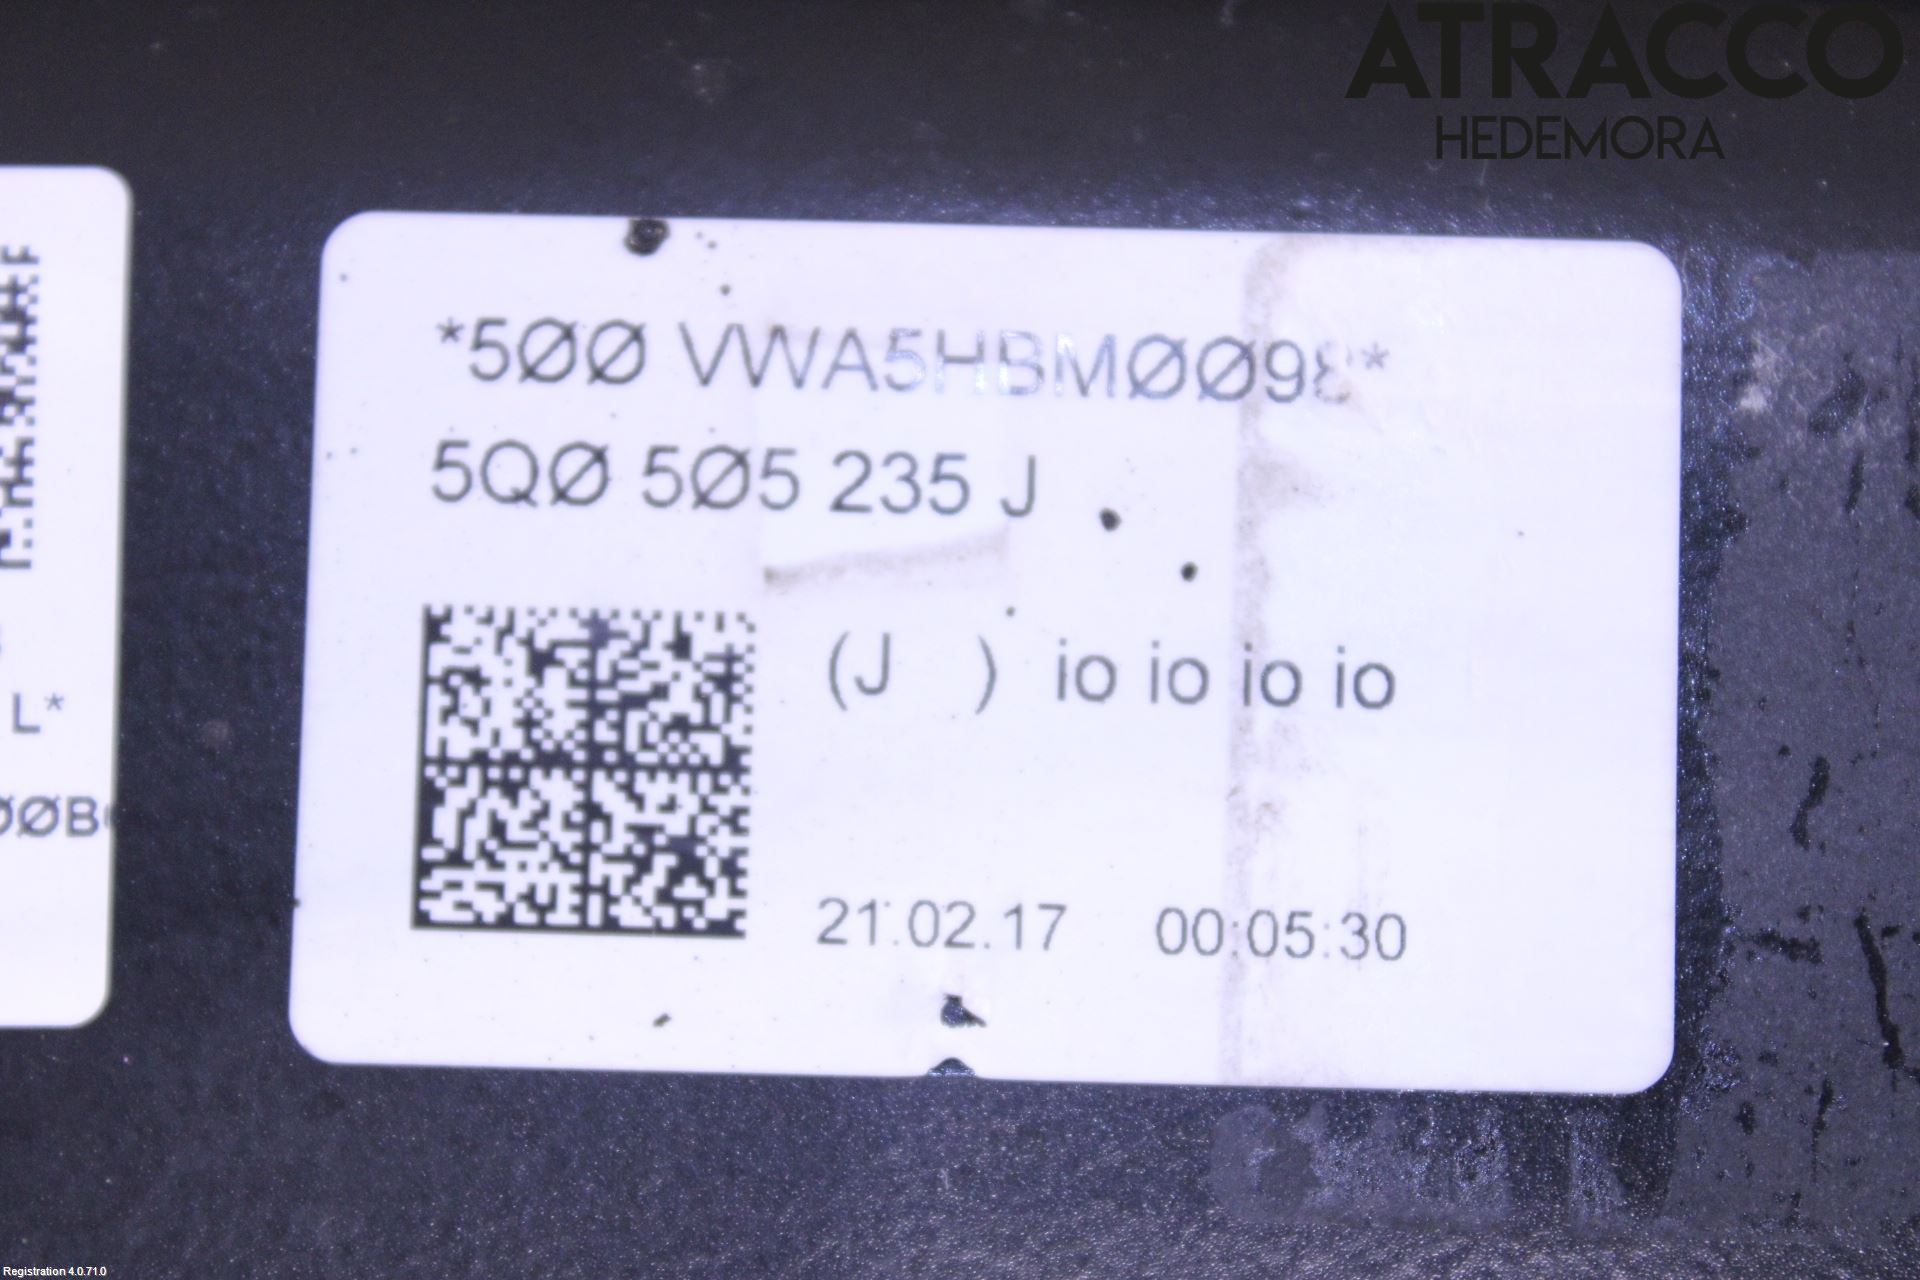 ATRACCO
HEDEMORA
*5ØØ VWA5HBMØØ98*
5QØ 5Ø5 235 J
(J ) io io io io
L*
ØØB
21.02.17 00:05:30
Registration 4.0.71.0